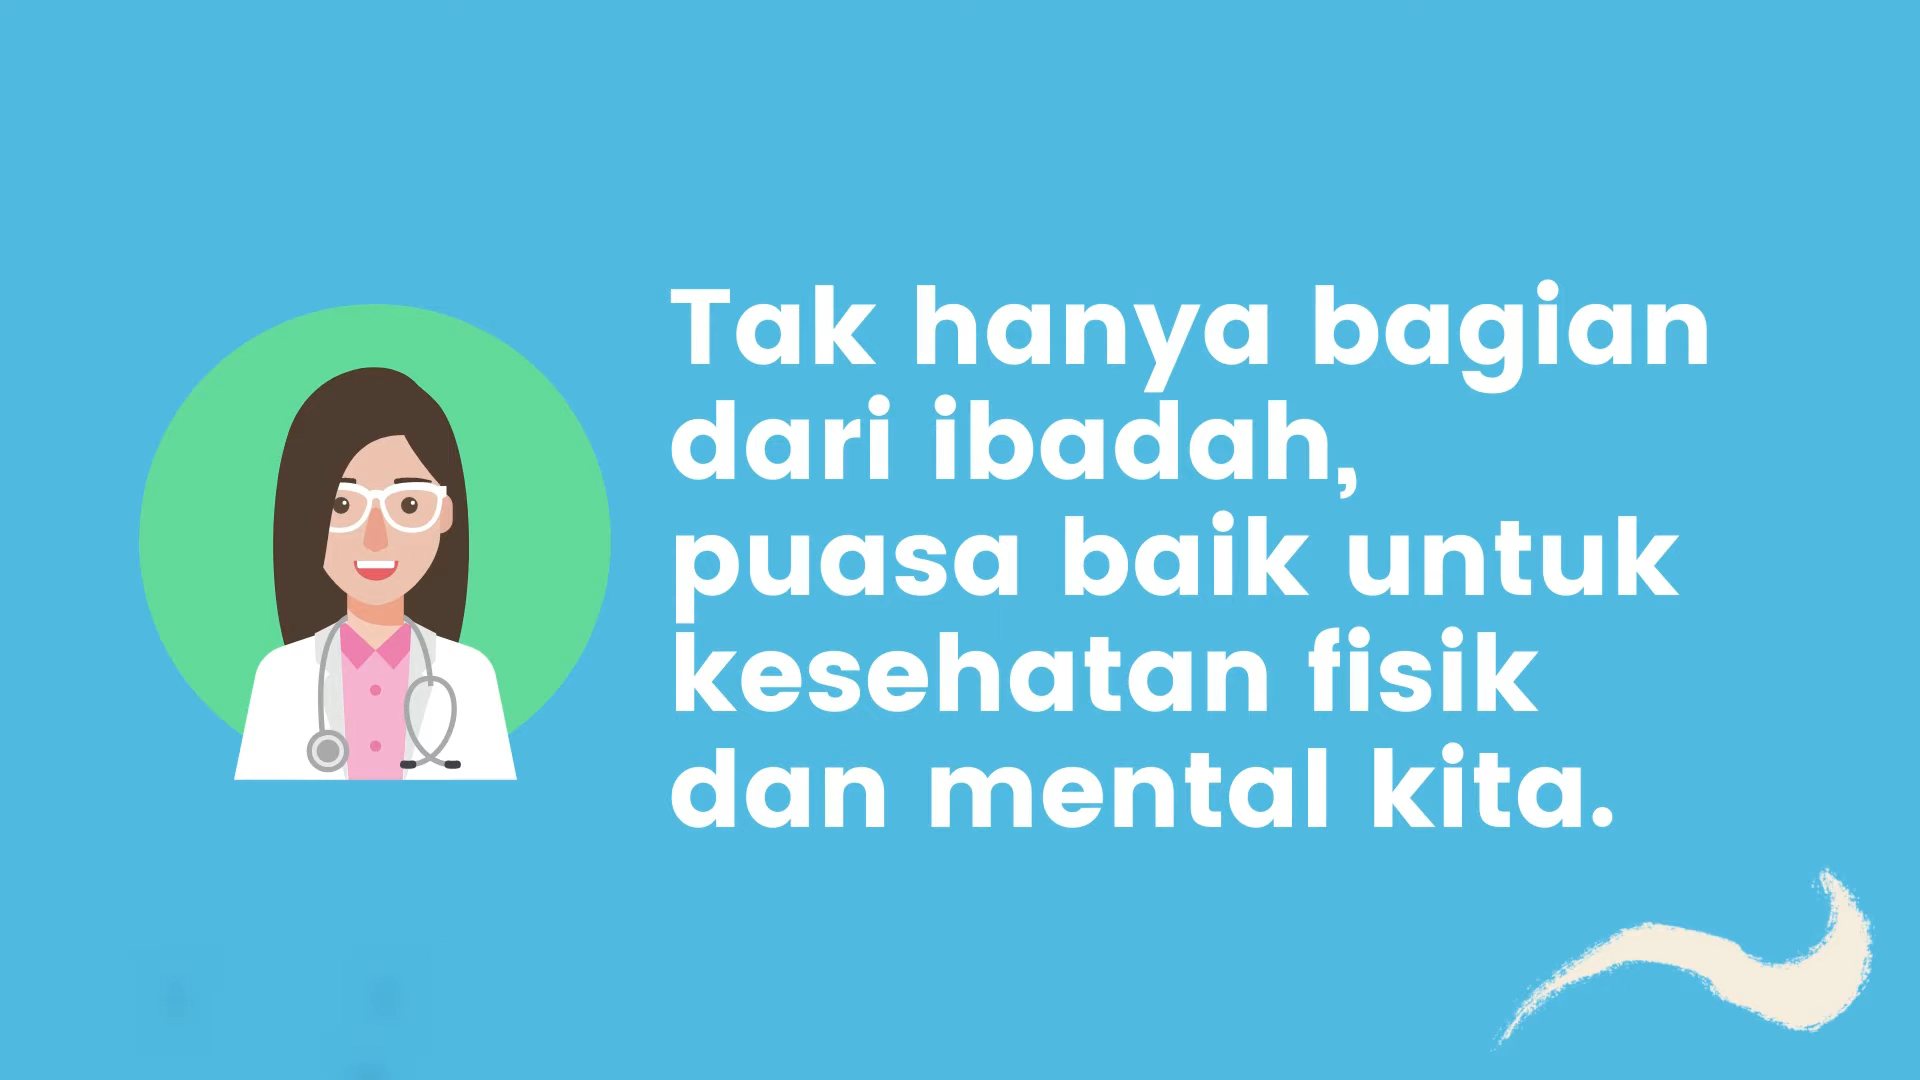 Tak hanya bagian
dari ibadah,
puasa baik untuk
kesehatan fisik
dan mental kita.